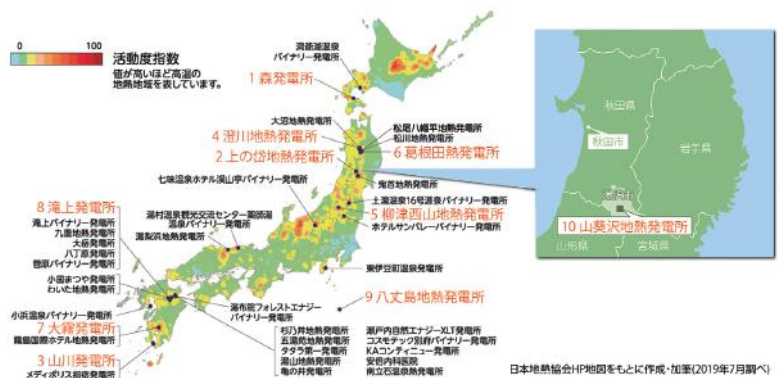 0
100
活動度指数
値が高いほど高温の
地熱地域を表しています。
洞爺湖温泉
バイナリー発電所
1 森発電所
大沼地熱発電所
松尾八幡平地熱発電所
松川地熱発電所
4 澄川地熱発電所
6 葛根田熱発電所
2 上の岱地熱発電所
七味温泉ホテル渓山亭バイナリー発電所
鬼首地熱発電所
土湯温泉16号源泉バイナリー発電所
5 柳津西山地熱発電所
ホテルサンバレーバイナリー発電所
8 滝上発電所
滝上バイナリー発電所
九重地熱発電所
大岳発電所
八丁原発電所
菅原バイナリー発電所
湯村温泉観光交流センター薬師湯
温泉バイナリー発電所
湯梨浜地熱発電所
東伊豆町温泉発電所
小国まつや発電所
わいた地熱発電所
9 八丈島地熱発電所
小浜温泉バイナリー発電所
湯布院フォレストエナジー
バイナリー発電所
7 大霧発電所
霧島国際ホテル地熱発電所
杉乃井地熱発電所
五湯苑地熱発電所
タタラ第一発電所
湯山地熱発電所
亀の井発電所
瀬戸内自然エナジーXLT発電所
コスモテック別府バイナリー発電所
KAコンティニュー発電所
安倍内科医院
南立石温泉熱発電所
3 山川発電所
メディポリス指宿発電所
秋田県
秋田市
岩手県
湯沢市
10 山葵沢地熱発電所
山形県
宮城県
日本地熱協会HP地図をもとに作成・加筆(2019年7月調べ)